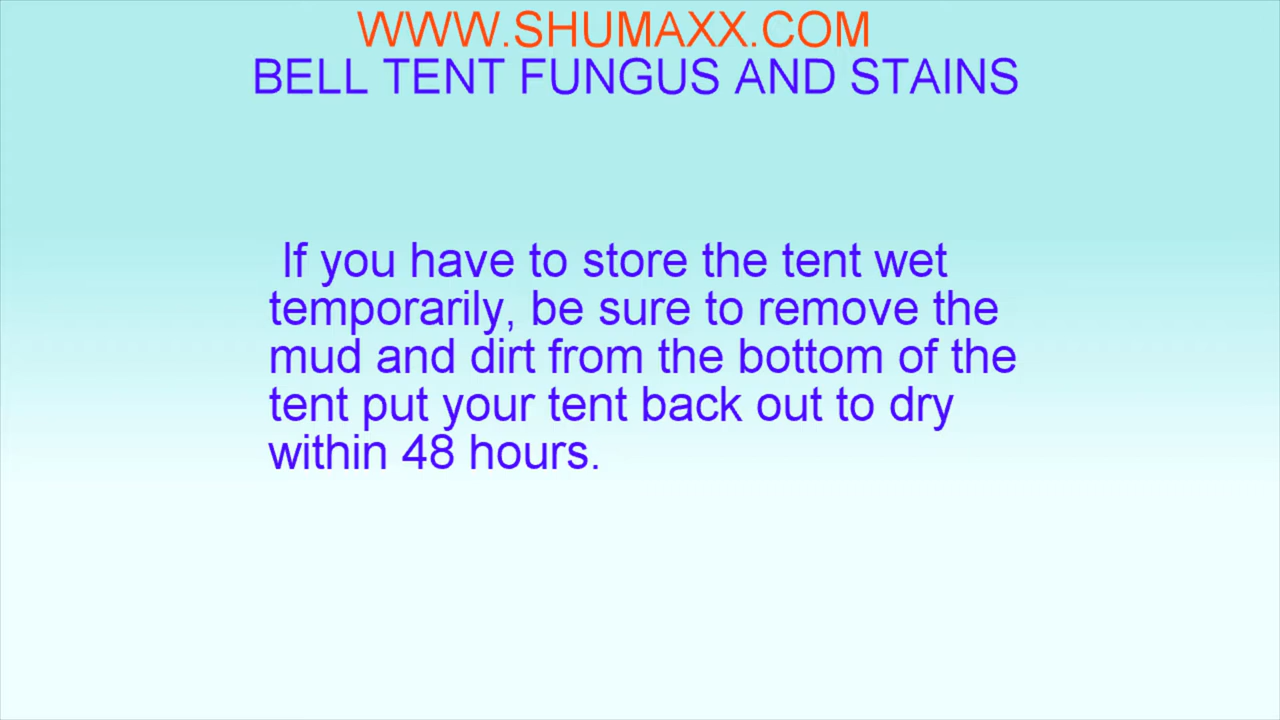 WWW.SHUMAXX.COM
BELL TENT FUNGUS AND STAINS
If you have to store the tent wet
temporarily, be sure to remove the
mud and dirt from the bottom of the
tent put your tent back out to dry
within 48 hours.